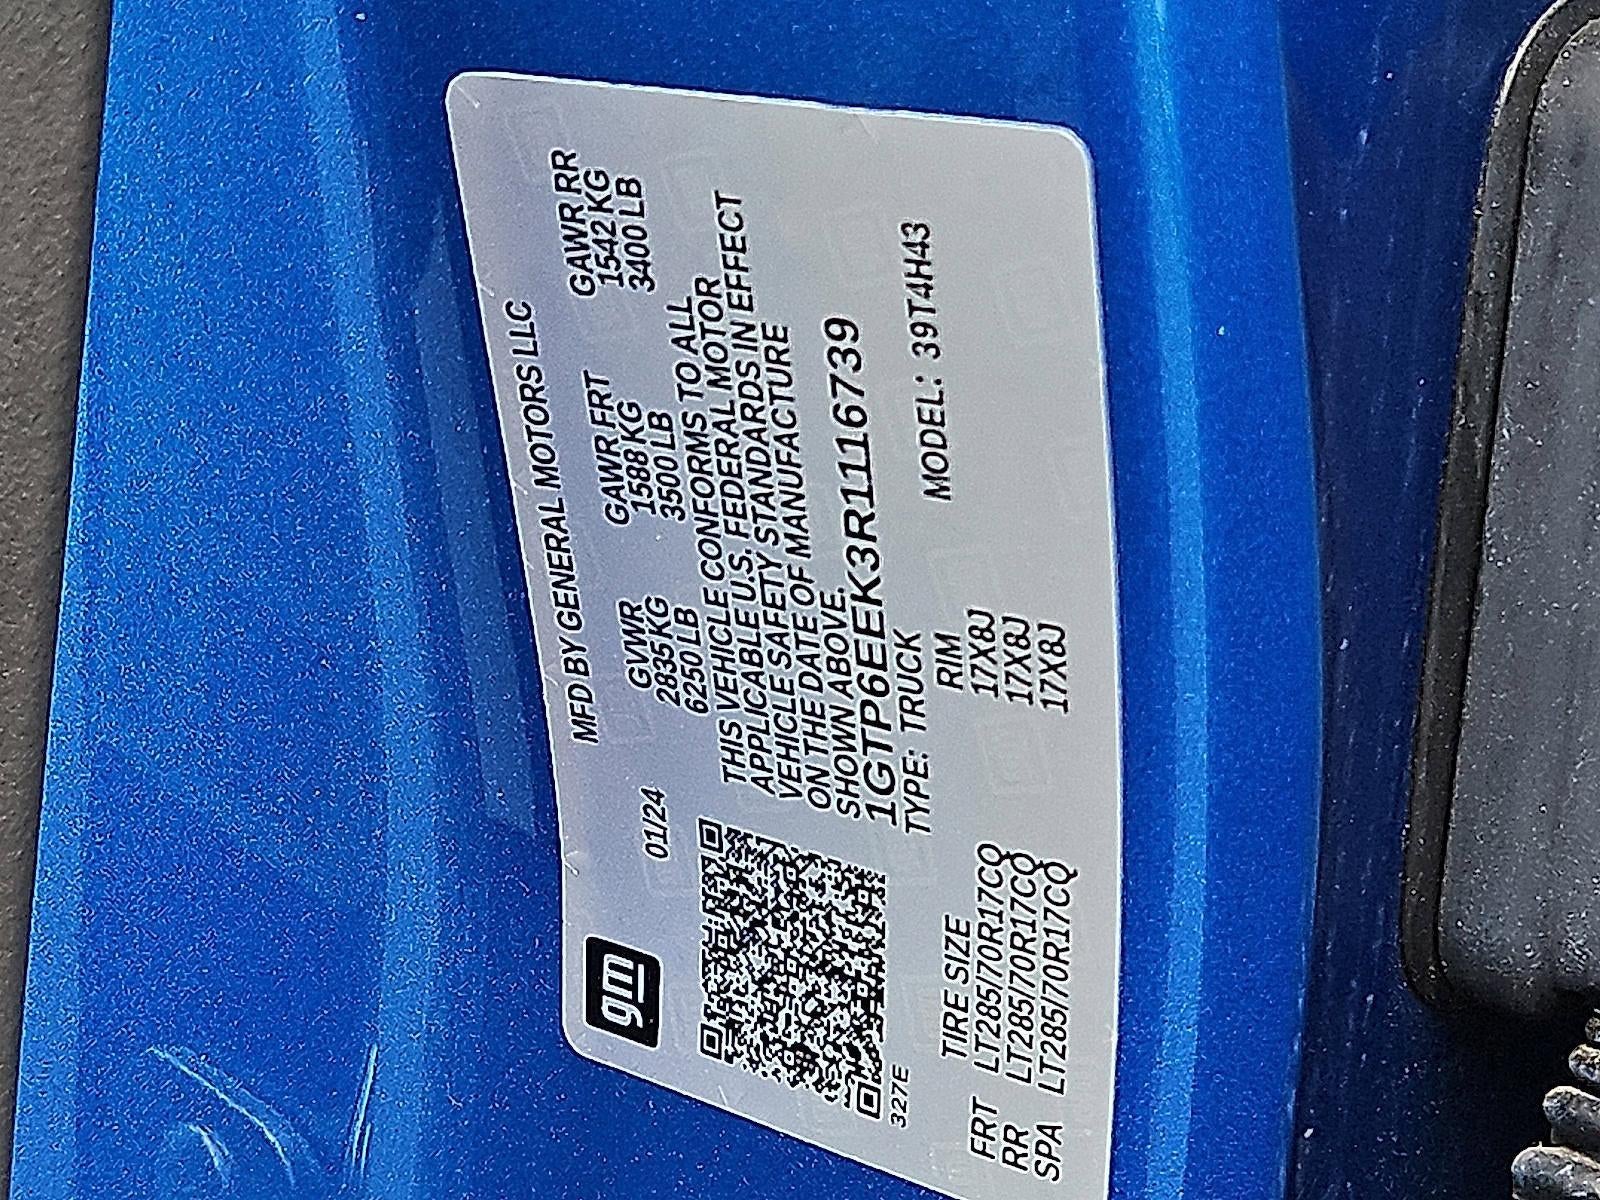 gm
MFD BY GENERAL MOTORS LLC
01/24
GVWR GAWR FRT GAWR RR
2835 KG 1588 KG 1542 KG
6250 LB 3500 LB 3400 LB
THIS VEHICLE CONFORMS TO ALL
APPLICABLE U.S. FEDERAL MOTOR
VEHICLE SAFETY STANDARDS IN EFFECT
ON THE DATE OF MANUFACTURE
SHOWN ABOVE.
1GTP6EEK3R1116739
327E
TYPE: TRUCK MODEL: 39T4H43
TIRE SIZE RIM
FRT LT285/70R17CQ 17X8J
RR LT285/70R17CQ 17X8J
SPA LT285/70R17CQ 17X8J